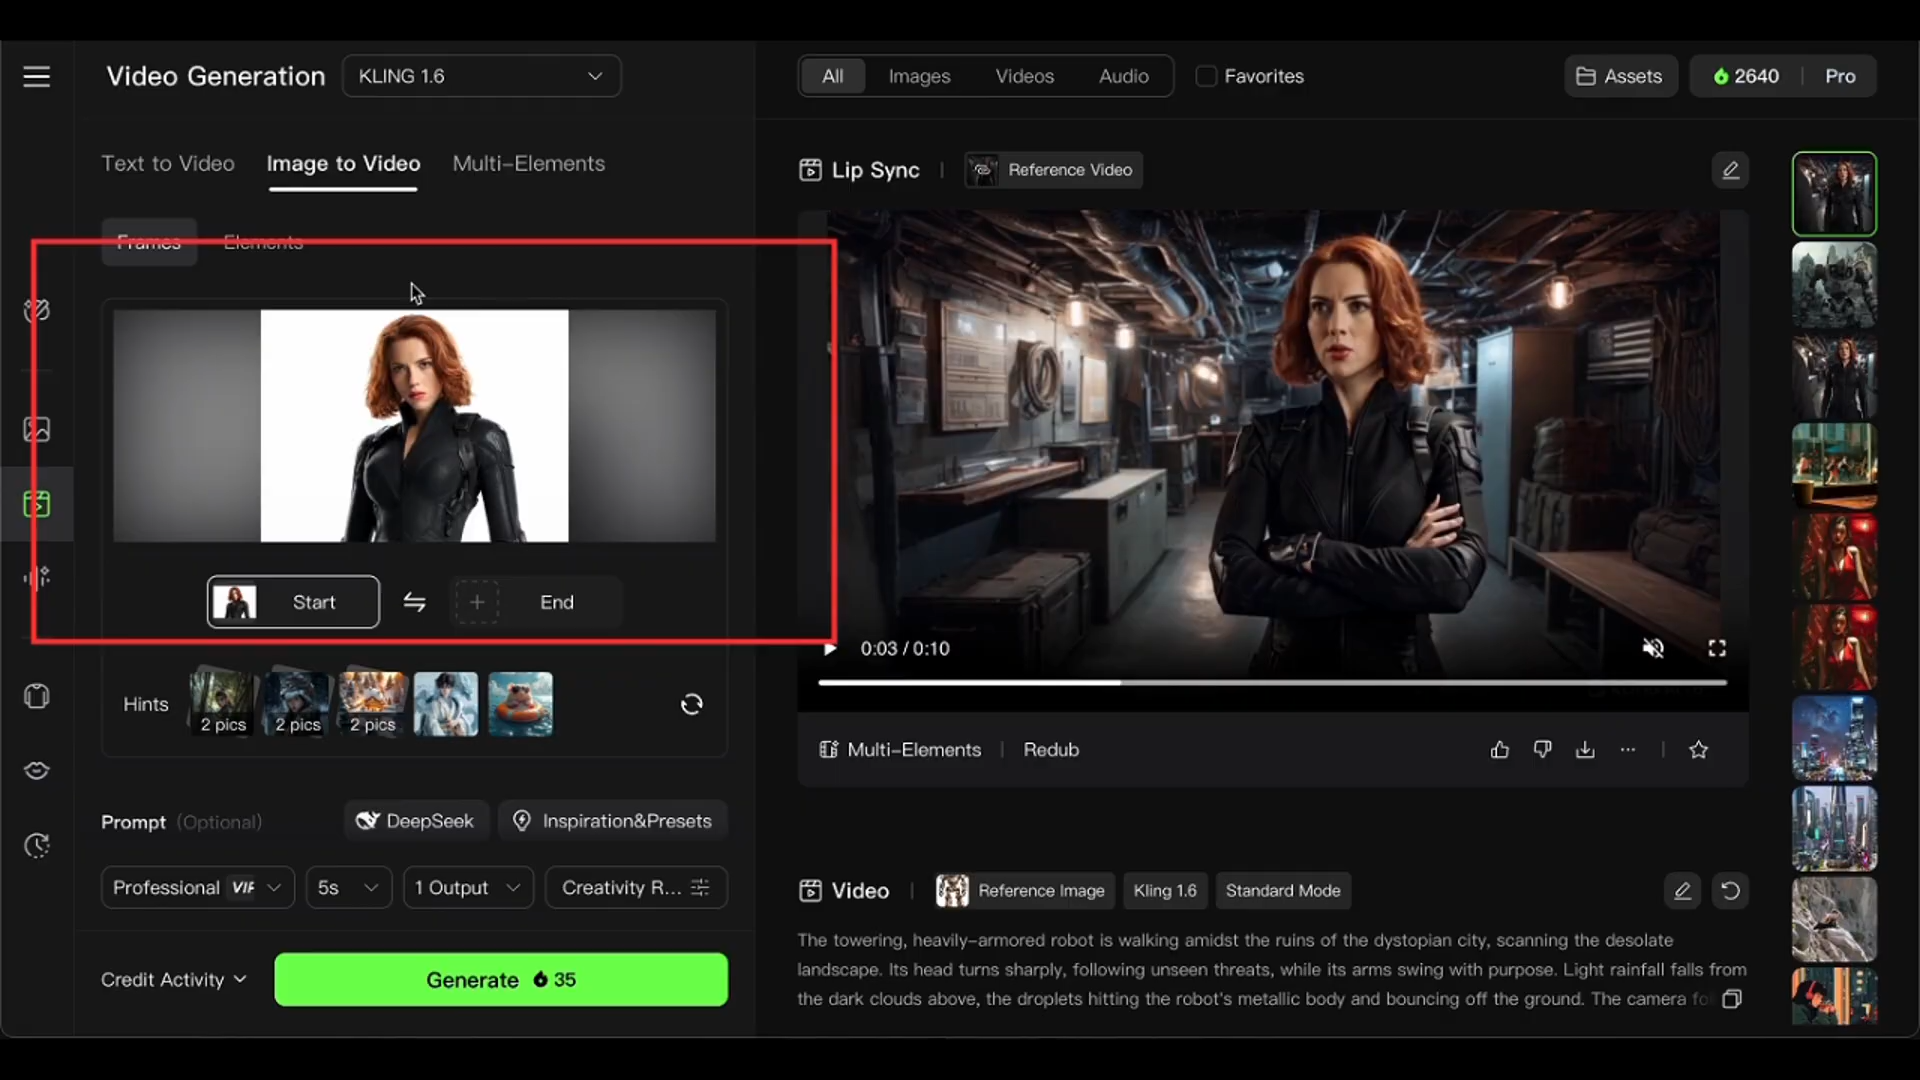 Video Generation
KLING 1.6
All
Images
Videos
Audio
Favorites
Assets
2640
Pro
Text to Video
Image to Video
Multi-Elements
Lip Sync
Reference Video
Frames
Elements
Start
End
0:03 / 0:10
Hints
2 pics
2 pics
2 pics
Multi-Elements
Redub
Prompt (Optional)
DeepSeek
Inspiration&Presets
Professional VIP
5s
1 Output
Creativity R...
Video
Reference Image
Kling 1.6
Standard Mode
The towering, heavily-armored robot is walking amidst the ruins of the dystopian city, scanning the desolate
landscape. Its head turns sharply, following unseen threats, while its arms swing with purpose. Light rainfall falls from
the dark clouds above, the droplets hitting the robot's metallic body and bouncing off the ground. The camera fo
Credit Activity
Generate 35